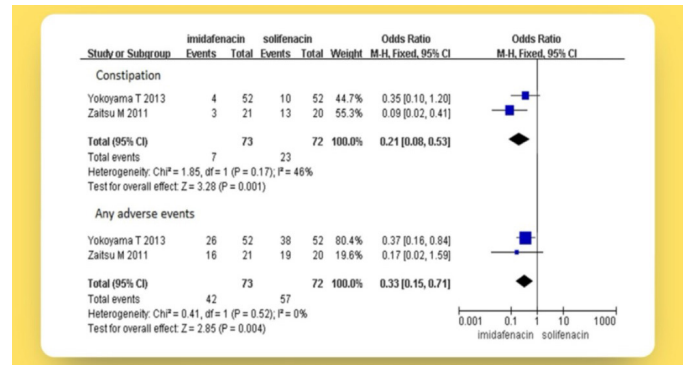 imidafenacin solifenacin Odds Ratio Odds Ratio
Study or Subgroup Events Total Events Total Weight M-H, Fixed, 95% CI M-H, Fixed, 95% CI
Constipation
Yokoyama T 2013 4 52 10 52 44.7% 0.35 [0.10, 1.20]
Zaitsu M 2011 3 21 13 20 55.3% 0.09 [0.02, 0.41]
Total (95% CI) 73 72 100.0% 0.21 [0.08, 0.53]
Total events 7 23
Heterogeneity: Chi² = 1.85, df = 1 (P = 0.17); I² = 46%
Test for overall effect: Z = 3.28 (P = 0.001)
Any adverse events
Yokoyama T 2013 26 52 38 52 80.4% 0.37 [0.16, 0.84]
Zaitsu M 2011 16 21 19 20 19.6% 0.17 [0.02, 1.59]
Total (95% CI) 73 72 100.0% 0.33 [0.15, 0.71]
Total events 42 57
Heterogeneity: Chi² = 0.41, df = 1 (P = 0.52); I² = 0%
Test for overall effect: Z = 2.85 (P = 0.004)
0.001 0.1 1 10 1000
imidafenacin solifenacin